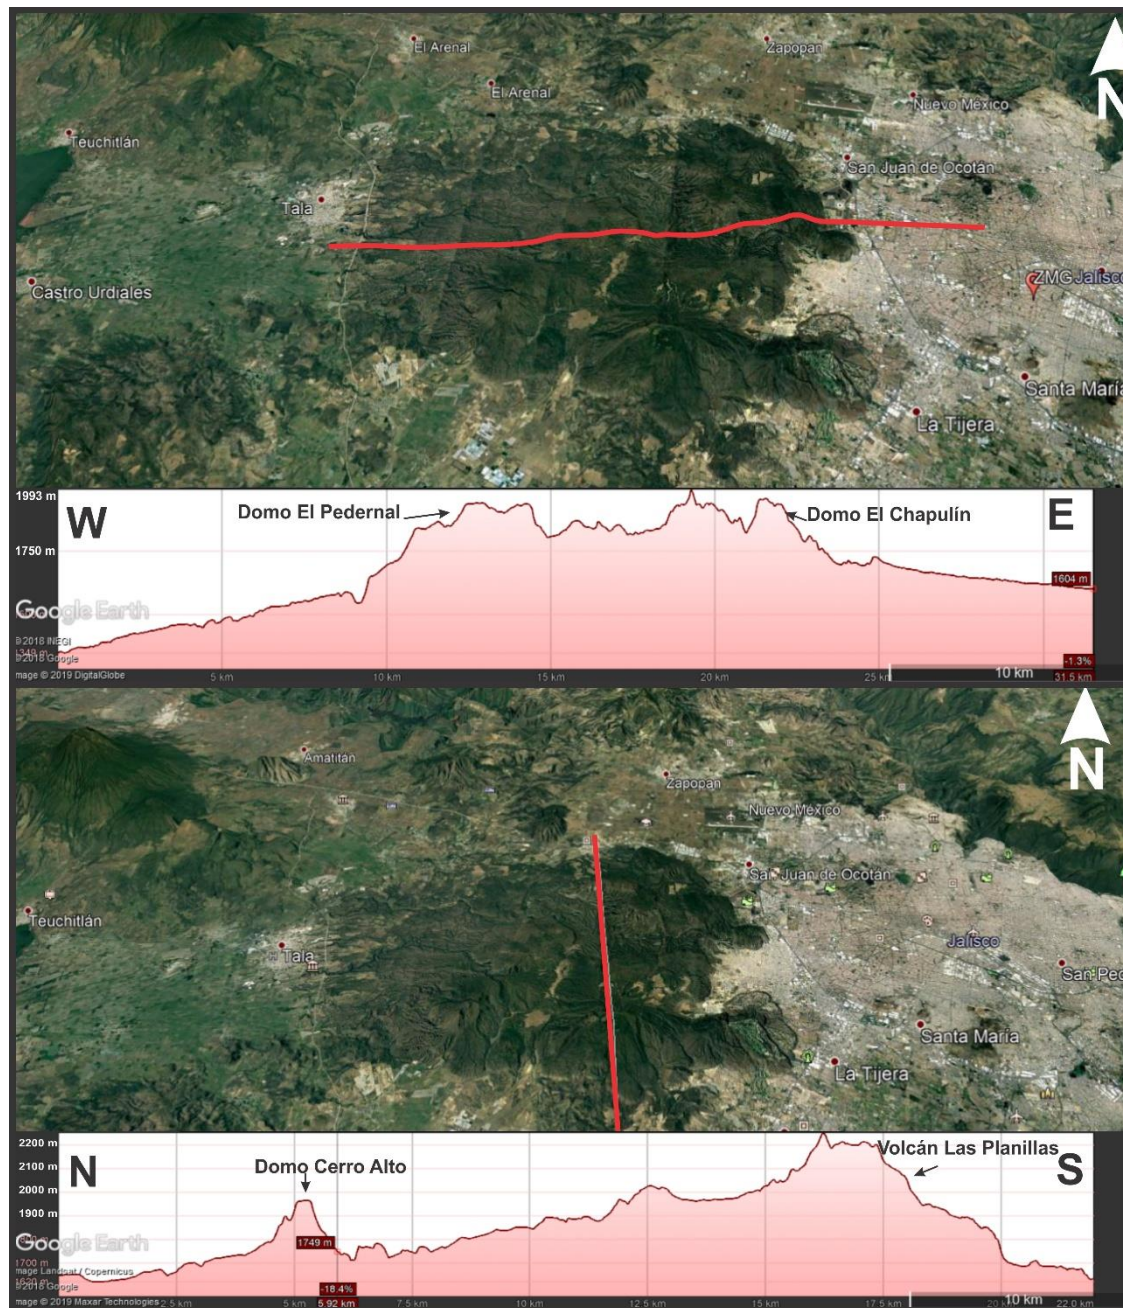 El Arenal
Zapopan
N
El Arenal
Nuevo México
Teuchitlán
San Juan de Ocotán
Tala
Castro Urdiales
ZMG Jalisco
Santa María
La Tijera
1993 m
W
Domo El Pedernal
Domo El Chapulín
E
1750 m
1604 m
Google Earth
©2018 INEGI
1349 m
©2018 Google
-1.3%
mage © 2019 DigitalGlobe
5 km
10 km
15 km
20 km
25 km
10 km
31.5 km
N
Amatitán
Zapopan
Nuevo México
San Juan de Ocotán
Teuchitlán
Tala
Jalisco
San Ped
Santa María
La Tijera
2200 m
N
Domo Cerro Alto
Volcán Las Planillas
S
2100 m
2000 m
1900 m
1749 m
Google Earth
1700 m
mage Landsat / Copernicus
1620 m
©2018 Google
-18.4%
mage © 2019 Maxar Technologies
2.5 km
5 km
5.92 km
7.5 km
10 km
12.5 km
15 km
17.5 km
10 km
22.0 km